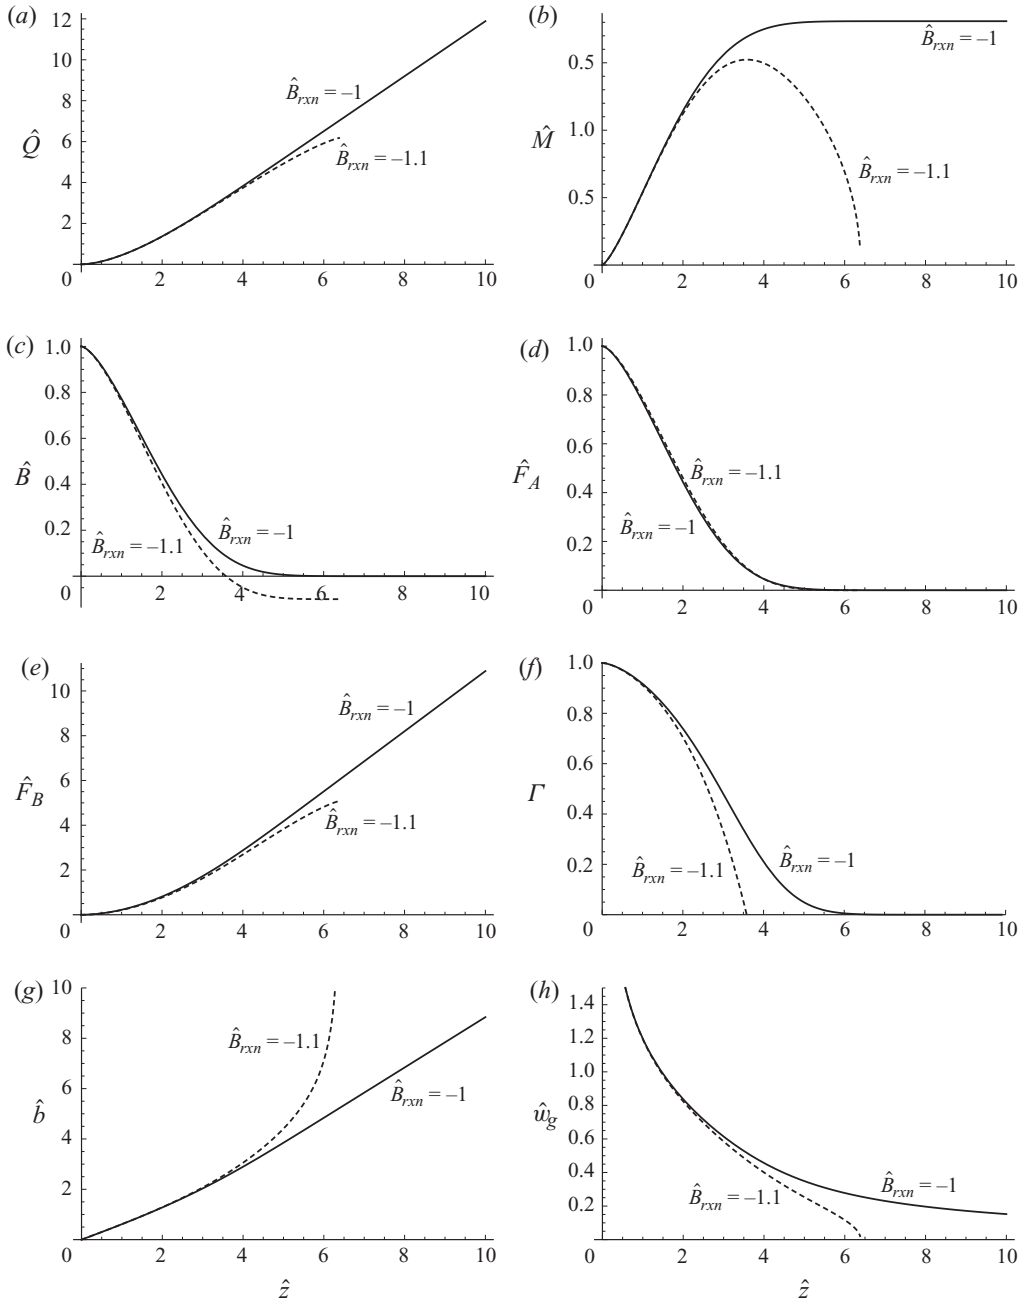 (a)
12
10
8
6
4
2
0
2
4
6
8
10
Q̂
B̂rxn = –1
B̂rxn = –1.1
(b)
0.5
1.0
0.5
0
2
4
6
8
10
M̂
B̂rxn = –1
B̂rxn = –1.1
(c)
1.0
0.8
0.6
0.4
0.2
0
2
4
6
8
10
B̂
B̂rxn = –1
B̂rxn = –1.1
(d)
1.0
0.8
0.6
0.4
0.2
0
2
4
6
8
10
F̂A
B̂rxn = –1.1
B̂rxn = –1
(e)
10
8
6
4
2
0
2
4
6
8
10
F̂B
B̂rxn = –1
B̂rxn = –1.1
(f)
1.0
0.8
0.6
0.4
0.2
0
2
4
6
8
10
Γ
B̂rxn = –1
B̂rxn = –1.1
(g)
10
8
6
4
2
0
2
4
6
8
10
b̂
B̂rxn = –1.1
B̂rxn = –1
ẑ
(h)
1.4
1.2
1.0
0.8
0.6
0.4
0.2
0
2
4
6
8
10
ŵg
B̂rxn = –1
B̂rxn = –1.1
ẑ